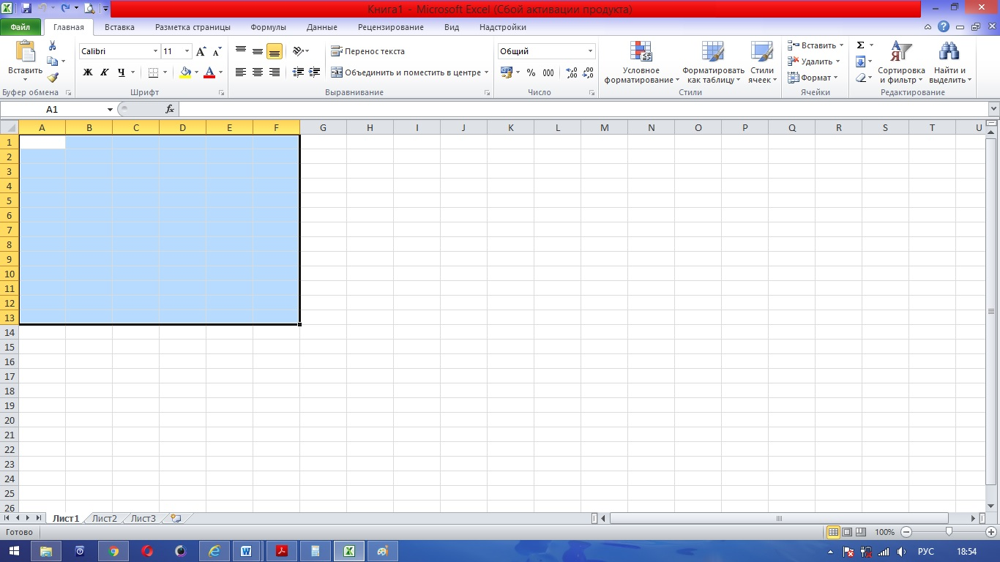 Книга1 - Microsoft Excel (Сбой активации продукта)
Файл Главная Вставка Разметка страницы Формулы Данные Рецензирование Вид Надстройки
Вставить
Calibri 11
Ж К Ч
Перенос текста
Объединить и поместить в центре
Общий
% 000 ,00 ,0
Условное форматирование
Форматировать как таблицу
Стили ячеек
Вставить
Удалить
Формат
Σ
Сортировка и фильтр
Найти и выделить
Буфер обмена Шрифт Выравнивание Число Стили Ячейки Редактирование
A1 fx
A B C D E F G H I J K L M N O P Q R S T U
1
2
3
4
5
6
7
8
9
10
11
12
13
14
15
16
17
18
19
20
21
22
23
24
25
26
Лист1 Лист2 Лист3
Готово 100%
РУС 18:54